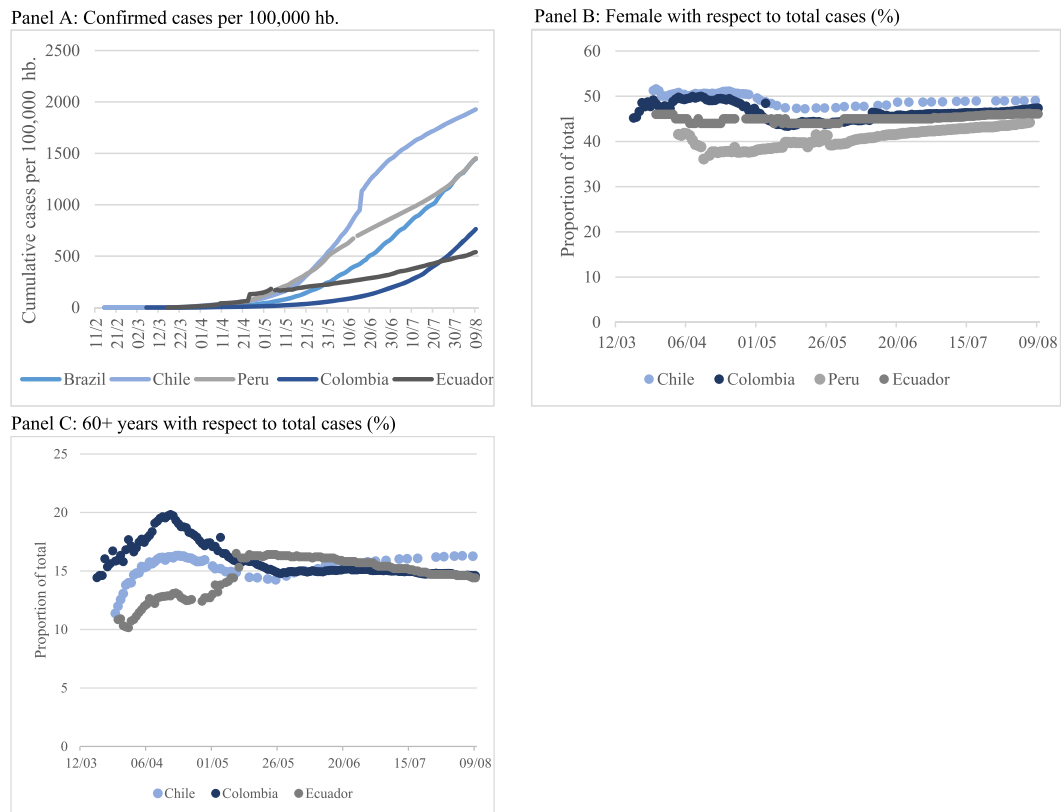 Panel A: Confirmed cases per 100,000 hb.
Cumulative cases per 100,000 hb.
2500
2000
1500
1000
500
0
11/2 21/2 02/3 12/3 22/3 01/4 11/4 21/4 01/5 11/5 21/5 31/5 10/6 20/6 30/6 10/7 20/7 30/7 09/8
Brazil Chile Peru Colombia Ecuador
Panel B: Female with respect to total cases (%)
Proportion of total
60
50
40
30
20
10
0
12/03 06/04 01/05 26/05 20/06 15/07 09/08
Chile Colombia Peru Ecuador
Panel C: 60+ years with respect to total cases (%)
Proportion of total
25
20
15
10
5
0
12/03 06/04 01/05 26/05 20/06 15/07 09/08
Chile Colombia Ecuador